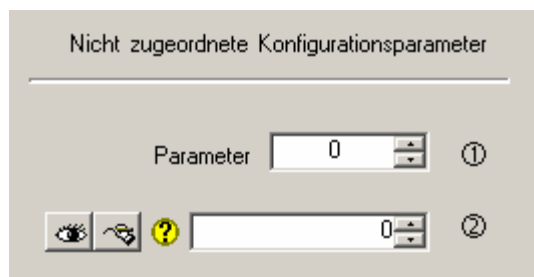 Nicht zugeordnete Konfigurationsparameter
Parameter 0 ①
? 0 ②